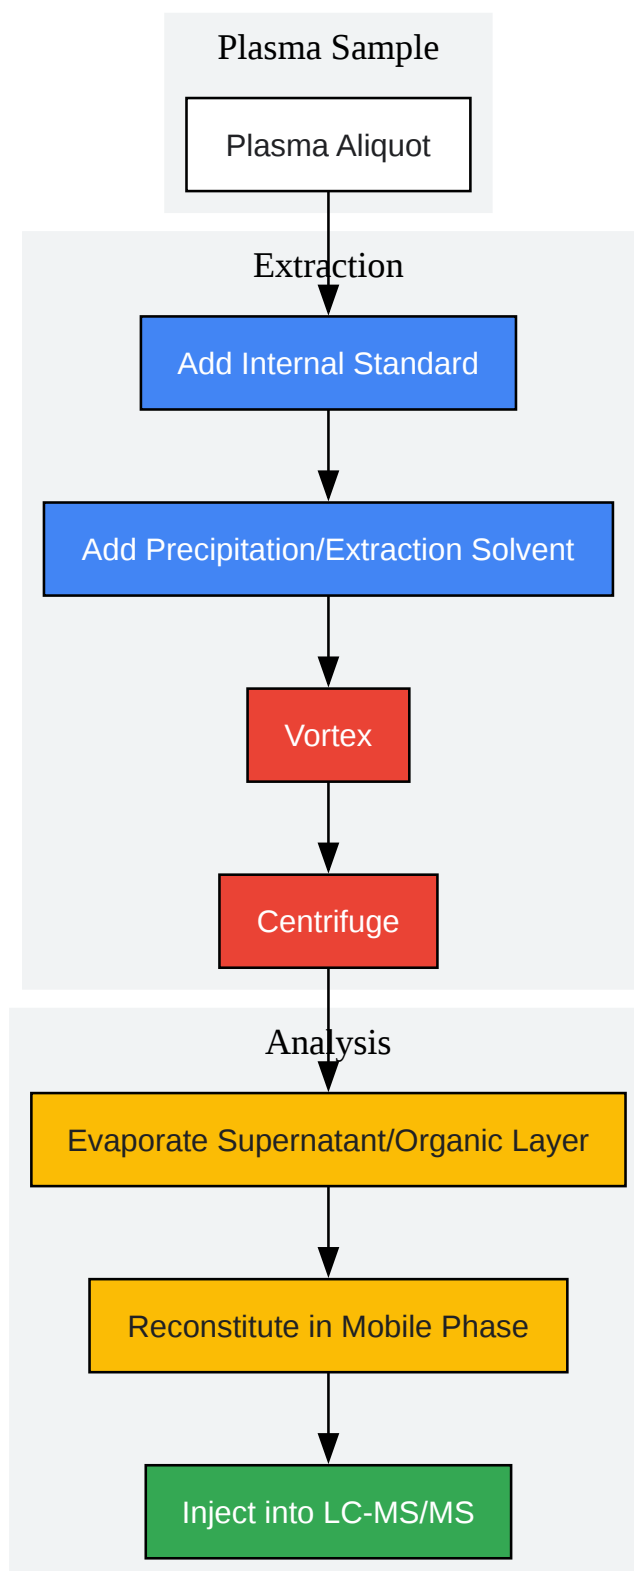 Plasma Sample
Plasma Aliquot
Extraction
Add Internal Standard
Add Precipitation/Extraction Solvent
Vortex
Centrifuge
Analysis
Evaporate Supernatant/Organic Layer
Reconstitute in Mobile Phase
Inject into LC-MS/MS